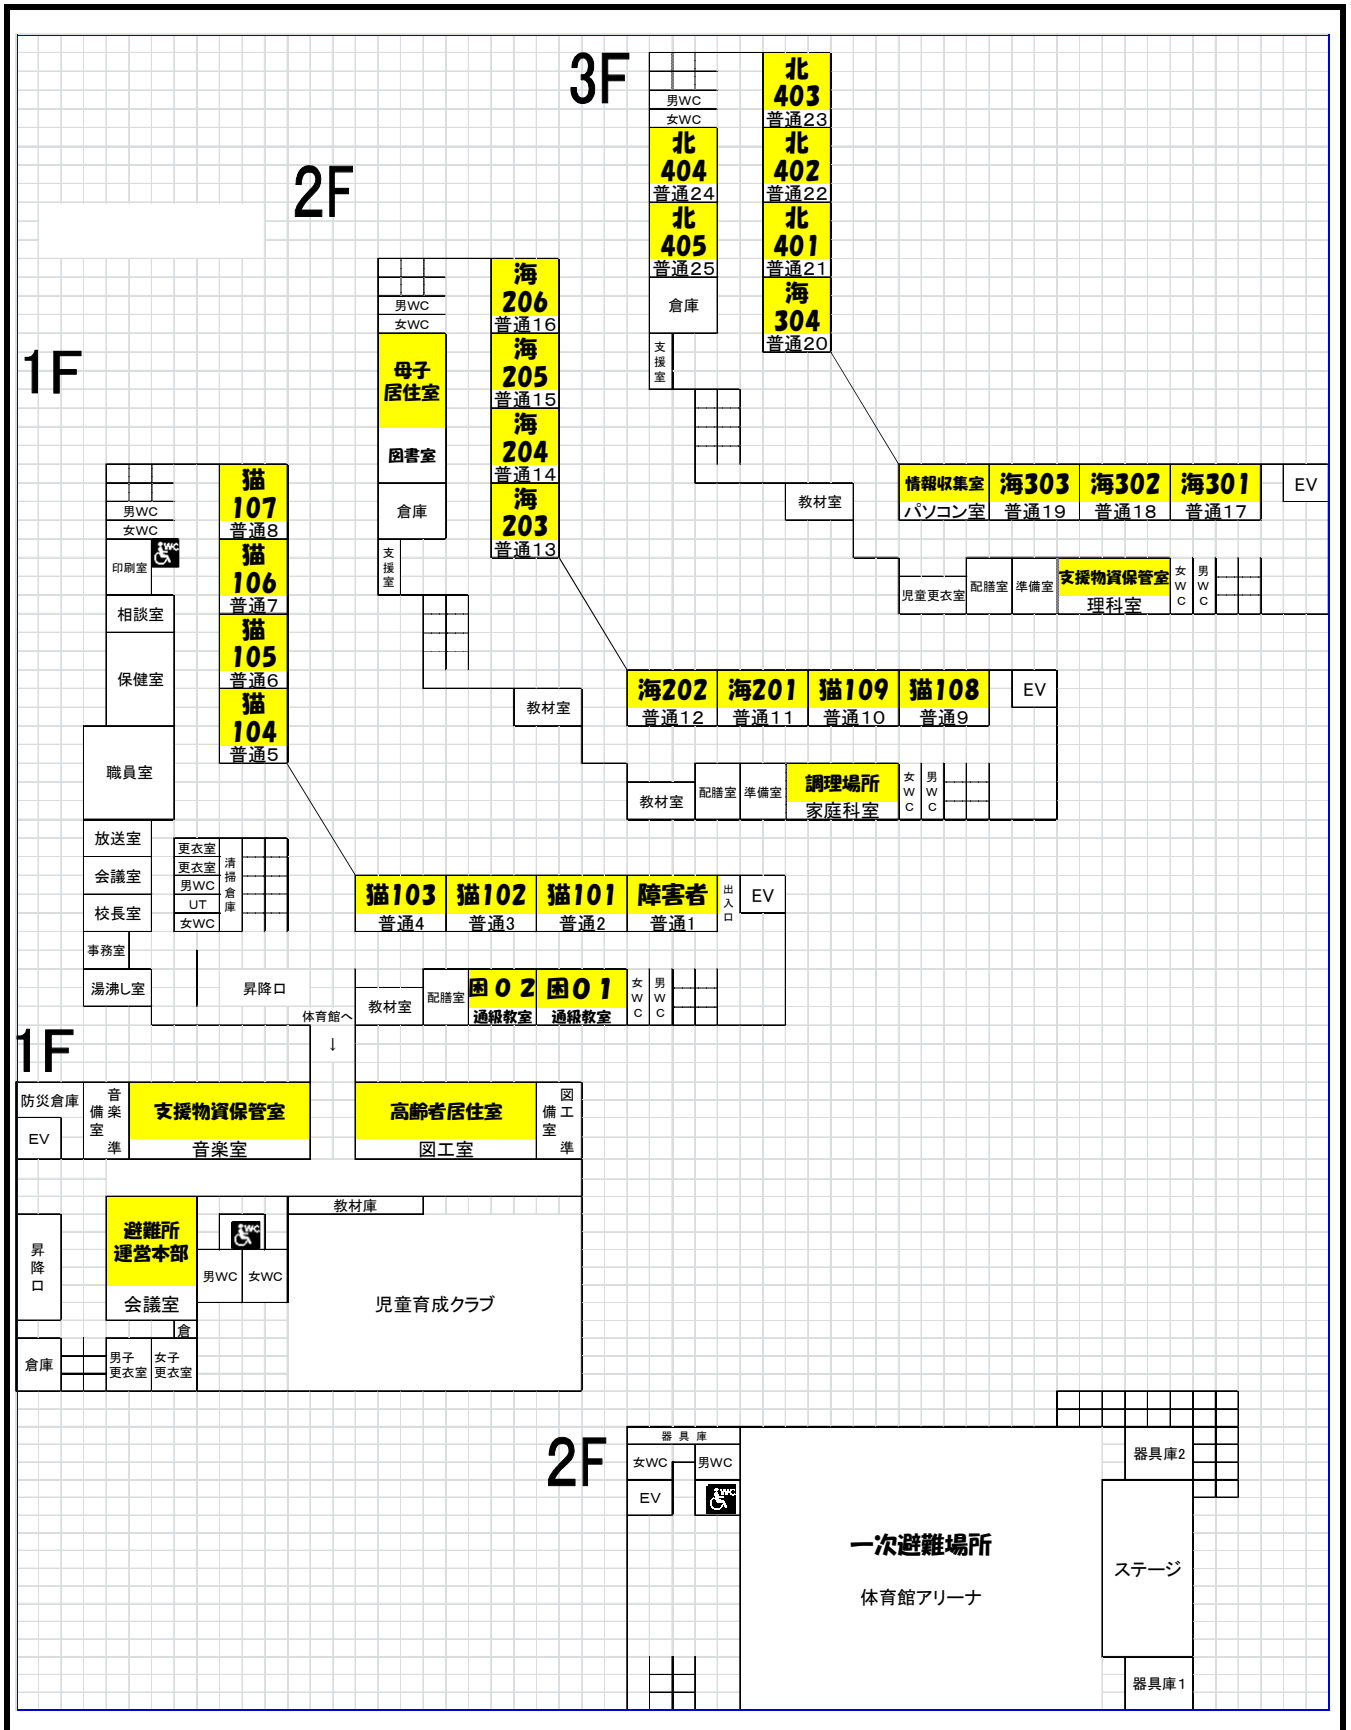 3F
男WC
女WC
北
404
普通24
北
405
普通25
倉庫
支援室
北
403
普通23
北
402
普通22
北
401
普通21
海
304
普通20
教材室
情報収集室
パソコン室
海303
普通19
海302
普通18
海301
普通17
EV
児童更衣室
配膳室
準備室
支援物資保管室
理科室
女WC
男WC
2F
男WC
女WC
母子
居住室
図書室
倉庫
支援室
海
206
普通16
海
205
普通15
海
204
普通14
海
203
普通13
教材室
海202
普通12
海201
普通11
猫109
普通10
猫108
普通9
EV
教材室
配膳室
準備室
調理場所
家庭科室
女WC
男WC
1F
男WC
女WC
WC
印刷室
相談室
保健室
職員室
放送室
会議室
校長室
事務室
湯沸し室
猫
107
普通8
猫
106
普通7
猫
105
普通6
猫
104
普通5
更衣室
更衣室
男WC
UT
女WC
清掃倉庫
昇降口
体育館へ
↓
猫103
普通4
猫102
普通3
猫101
普通2
障害者
普通1
出入口
EV
教材室
配膳室
困02
通級教室
困01
通級教室
女WC
男WC
1F
防災倉庫
EV
音楽準備室
支援物資保管室
音楽室
高齢者居住室
図工室
図工準備室
昇降口
避難所
運営本部
会議室
WC
男WC
女WC
教材庫
児童育成クラブ
倉
倉庫
男子
更衣室
女子
更衣室
2F
器具庫
女WC
男WC
EV
WC
一次避難場所
体育館アリーナ
器具庫2
ステージ
器具庫1